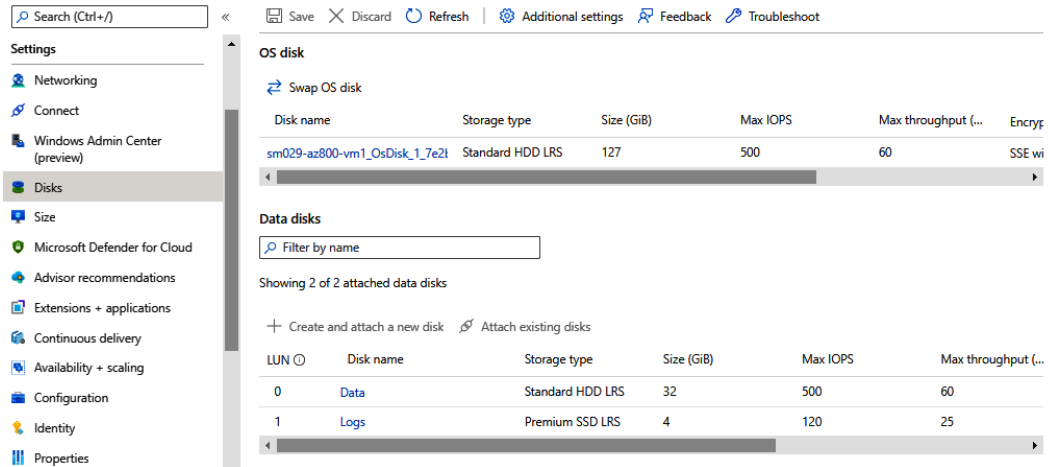 Search (Ctrl+/)
«
Save
Discard
Refresh
Additional settings
Feedback
Troubleshoot
Settings
Networking
Connect
Windows Admin Center
(preview)
Disks
Size
Microsoft Defender for Cloud
Advisor recommendations
Extensions + applications
Continuous delivery
Availability + scaling
Configuration
Identity
Properties
OS disk
Swap OS disk
Disk name Storage type Size (GiB) Max IOPS Max throughput (... Encryp
sm029-az800-vm1_OsDisk_1_7e2b Standard HDD LRS 127 500 60 SSE wi
Data disks
Filter by name
Showing 2 of 2 attached data disks
Create and attach a new disk Attach existing disks
LUN Disk name Storage type Size (GiB) Max IOPS Max throughput (...
0 Data Standard HDD LRS 32 500 60
1 Logs Premium SSD LRS 4 120 25